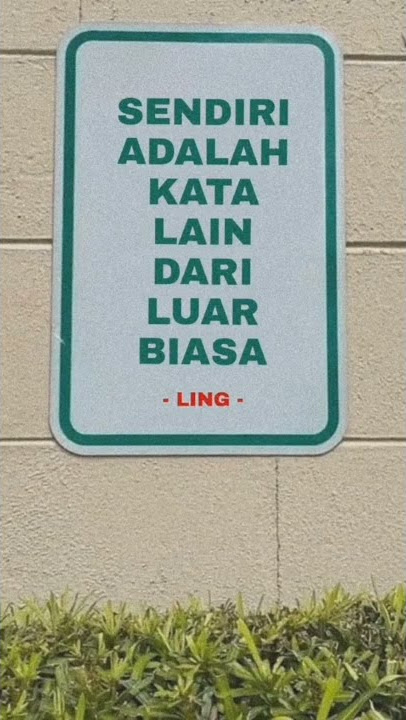 SENDIRI
ADALAH
KATA
LAIN
DARI
LUAR
BIASA
- LING -